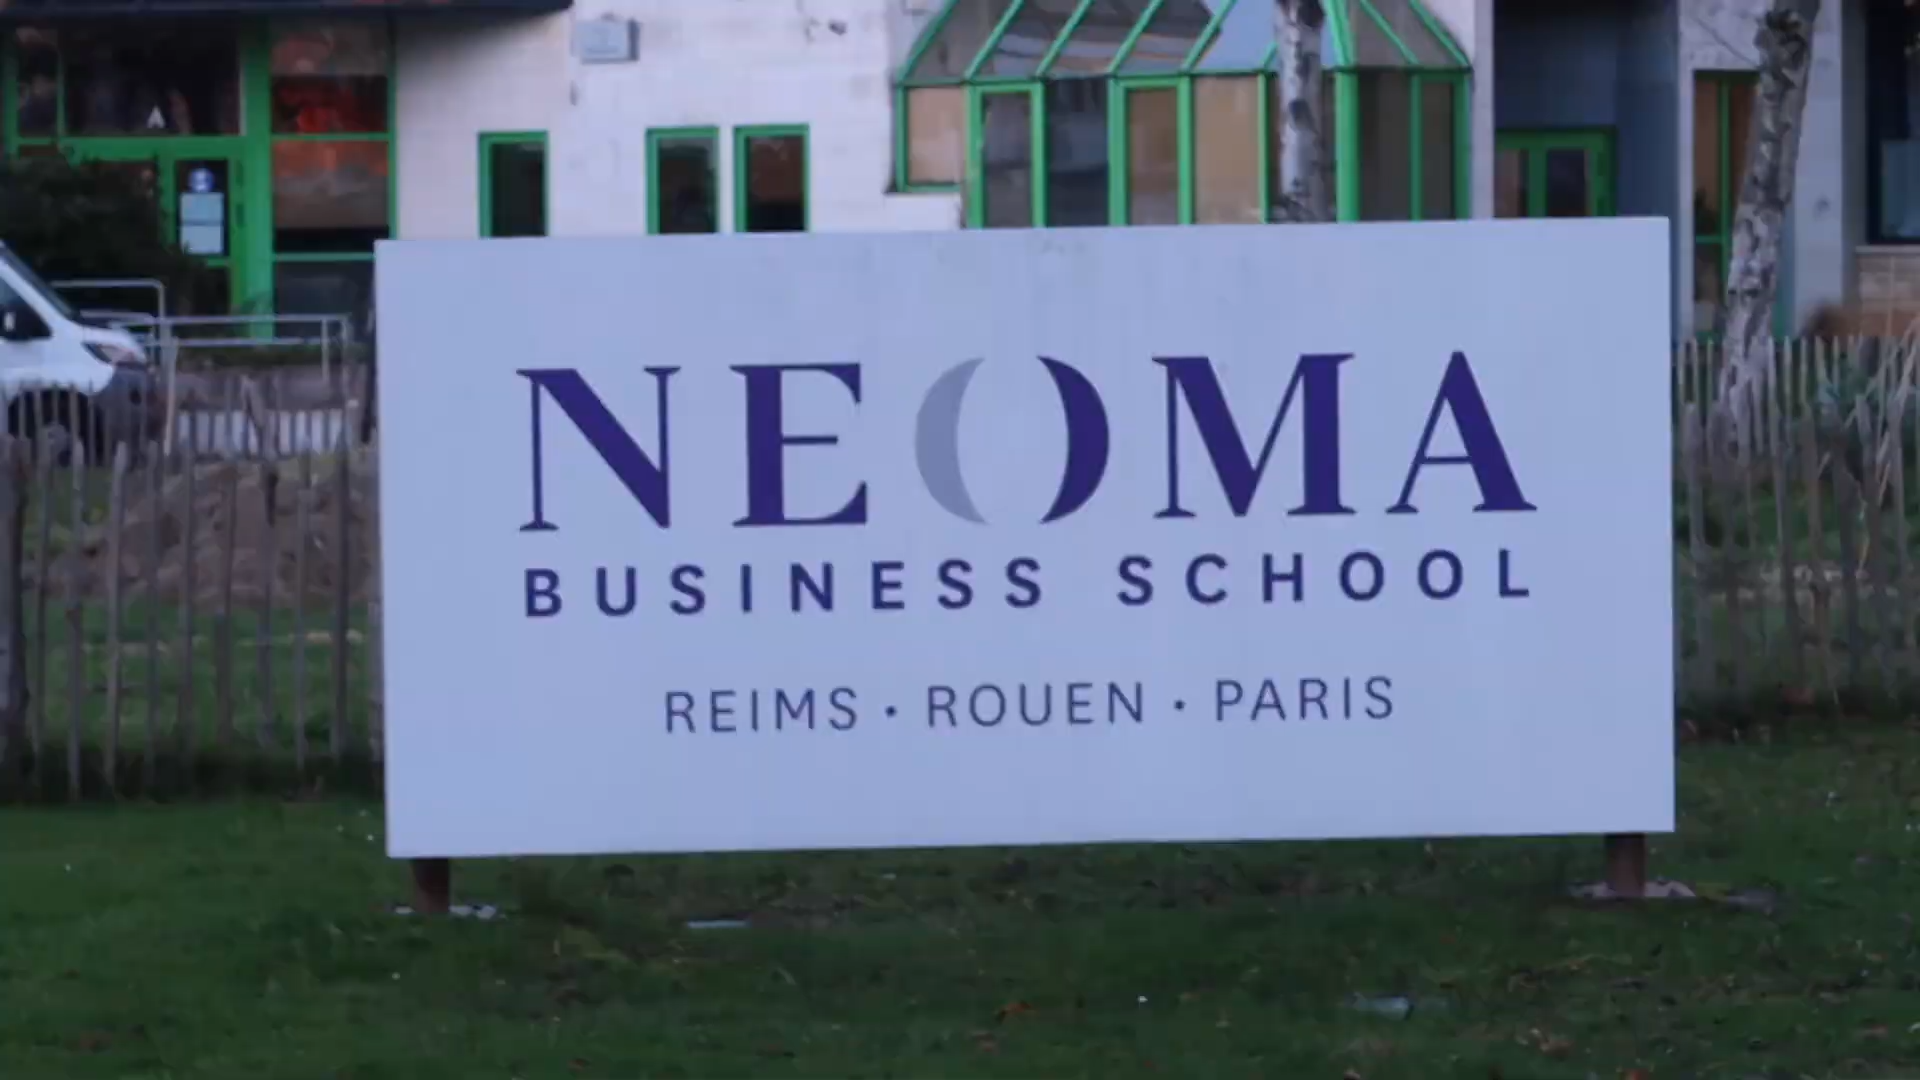 NEOMA
BUSINESS SCHOOL
REIMS · ROUEN · PARIS
A